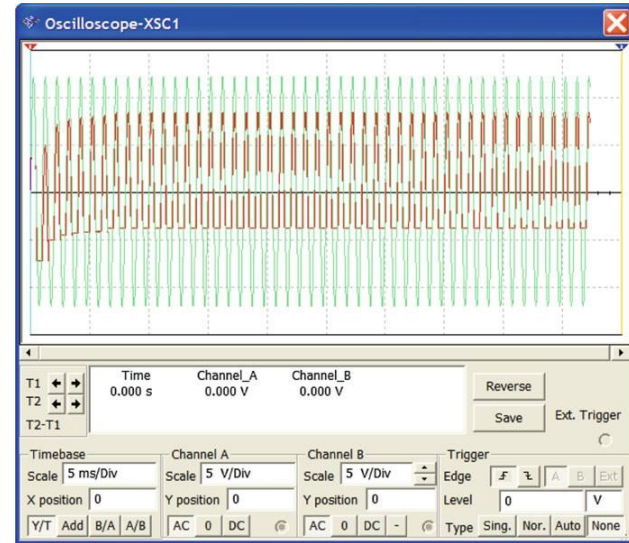 Oscilloscope-XSC1
1 1
T1
T2
T2-T1
Time Channel_A Channel_B
0.000 s 0.000 V 0.000 V
Reverse
Save
Ext. Trigger
Timebase
Scale 5 ms/Div
X position 0
Y/T Add B/A A/B
Channel A
Scale 5 V/Div
Y position 0
AC 0 DC
Channel B
Scale 5 V/Div
Y position 0
AC 0 DC -
Trigger
Edge A B Ext
Level 0 V
Type Sing. Nor. Auto None